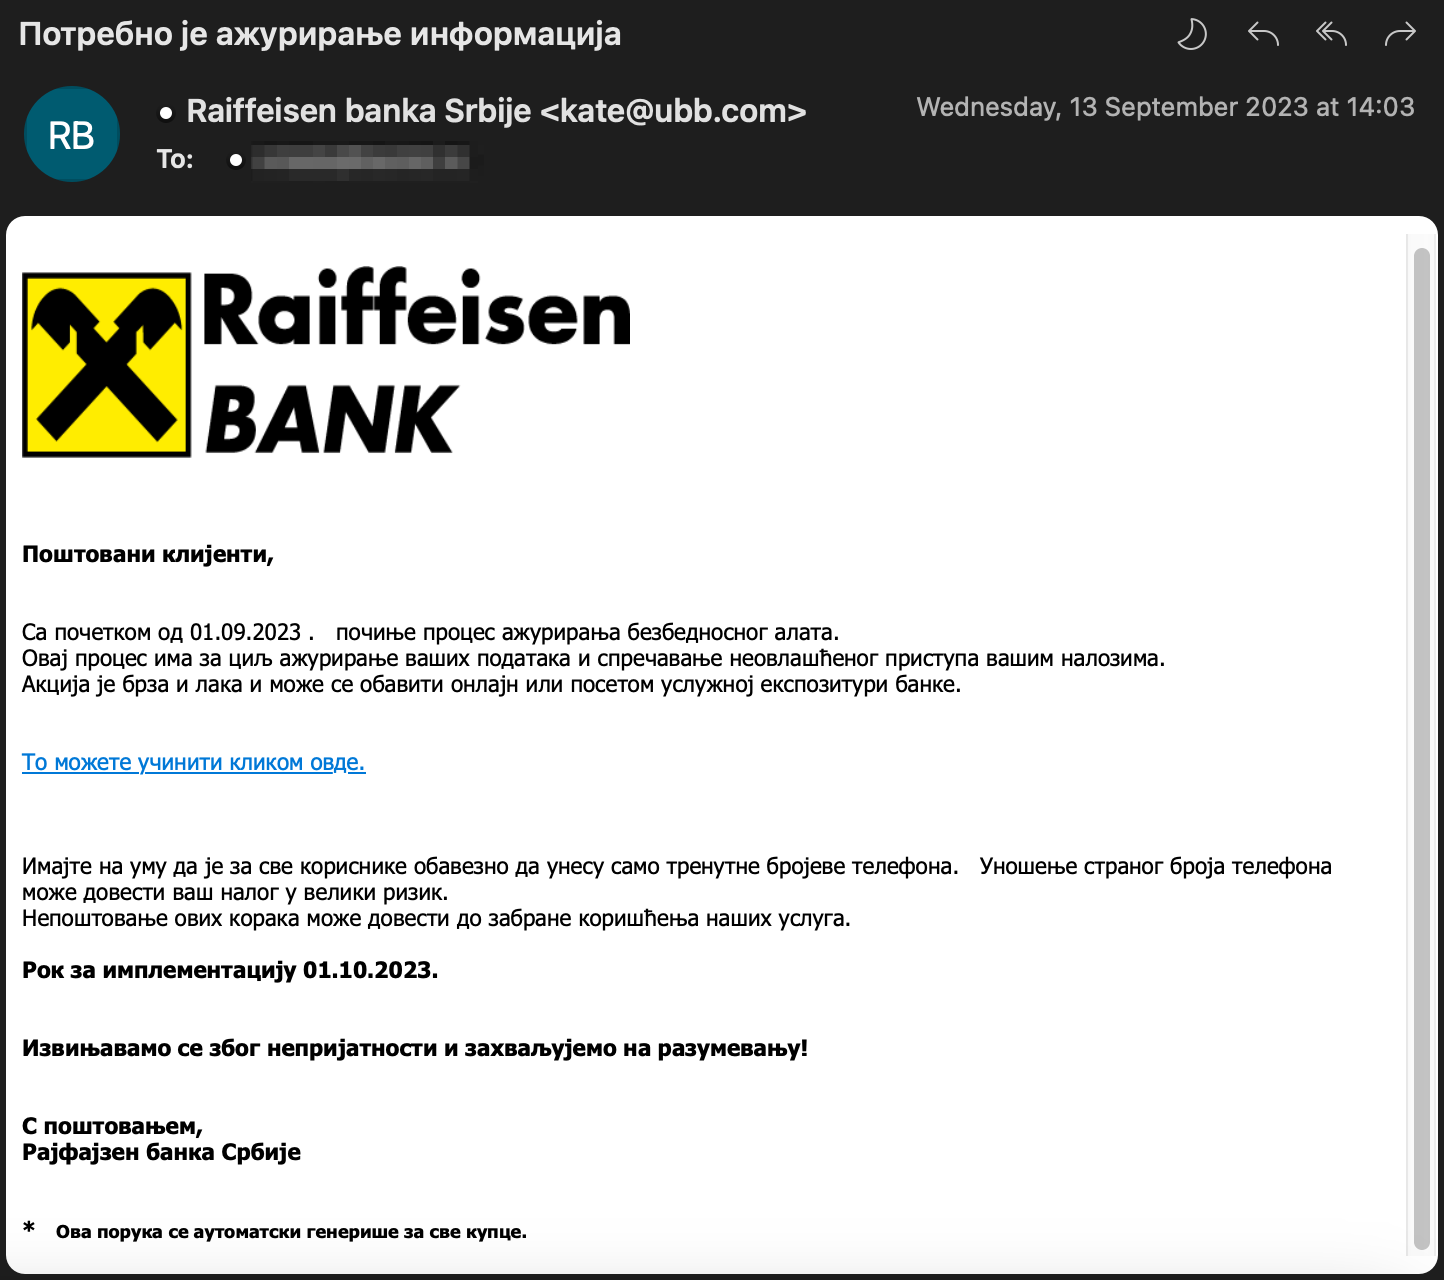 Потребно је ажурирање информација
RB
Raiffeisen banka Srbije <kate@ubb.com>
Wednesday, 13 September 2023 at 14:03
To:
Raiffeisen
BANK
Поштовани клијенти,
Са почетком од 01.09.2023 . почиње процес ажурирања безбедносног алата.
Овај процес има за циљ ажурирање ваших података и спречавање неовлашћеног приступа вашим налозима.
Акција је брза и лака и може се обавити онлајн или посетом услужној експозитури банке.
То можете учинити кликом овде.
Имајте на уму да је за све кориснике обавезно да унесу само тренутне бројеве телефона. Уношење страног броја телефона
може довести ваш налог у велики ризик.
Непоштовање ових корака може довести до забране коришћења наших услуга.
Рок за имплементацију 01.10.2023.
Извињавамо се због непријатности и захваљујемо на разумевању!
С поштовањем,
Рајфајзен банка Србије
* Ова порука се аутоматски генерише за све купце.